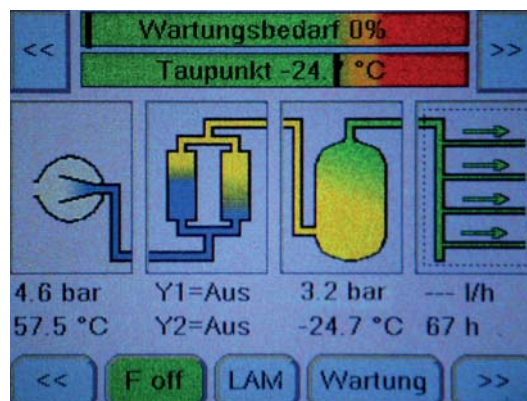 << Wartungsbedarf 0% >>
Taupunkt -24.7 °C
4.6 bar Y1=Aus 3.2 bar --- l/h
57.5 °C Y2=Aus -24.7 °C 67 h
<< F off LAM Wartung >>